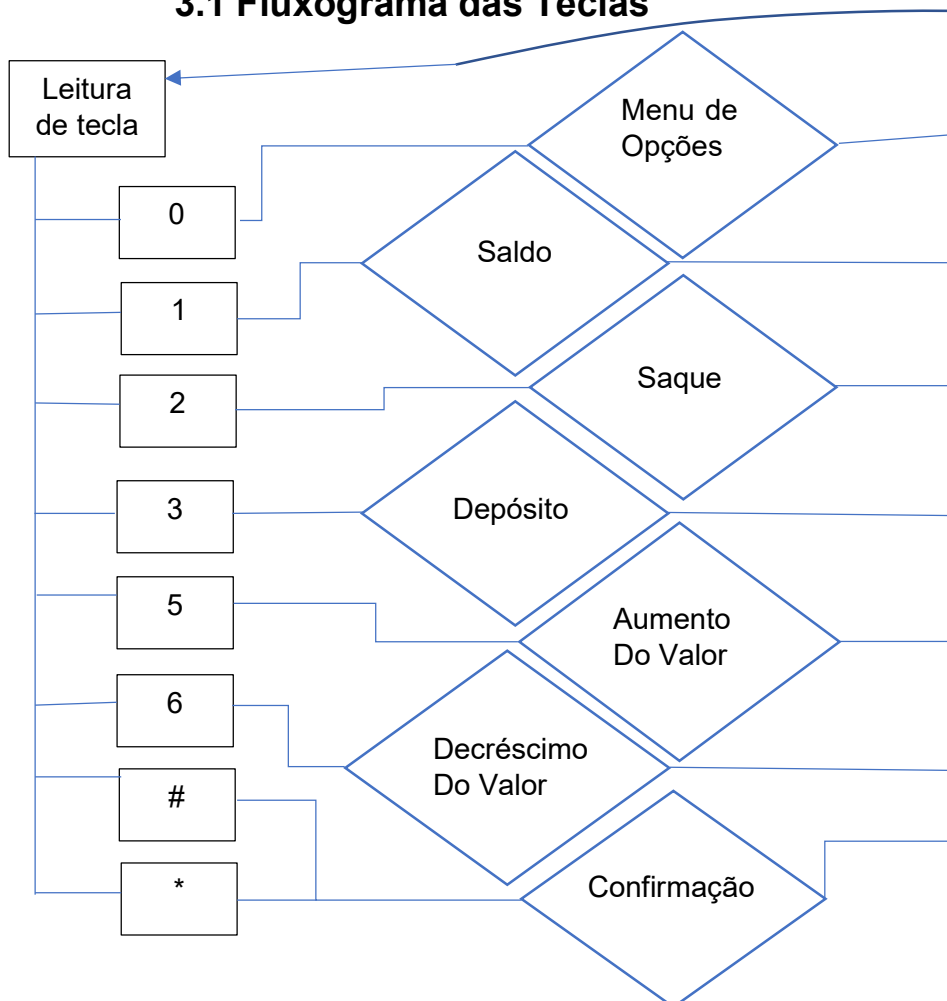 3.1 Fluxograma das Teclas
Leitura
de tecla
Menu de
Opções
0
Saldo
1
Saque
2
Depósito
3
5
Aumento
Do Valor
6
Decréscimo
Do Valor
#
Confirmação
*